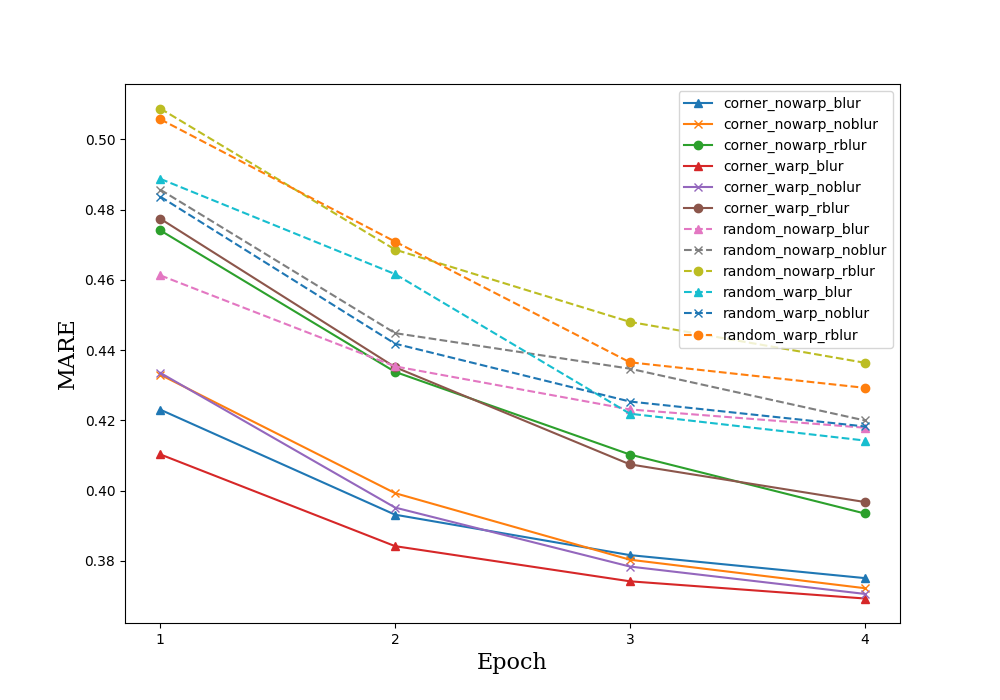 MARE
0.50
0.48
0.46
0.44
0.42
0.40
0.38
corner_nowarp_blur
corner_nowarp_noblur
corner_nowarp_rblur
corner_warp_blur
corner_warp_noblur
corner_warp_rblur
random_nowarp_blur
random_nowarp_noblur
random_nowarp_rblur
random_warp_blur
random_warp_noblur
random_warp_rblur
1 2 3 4
Epoch